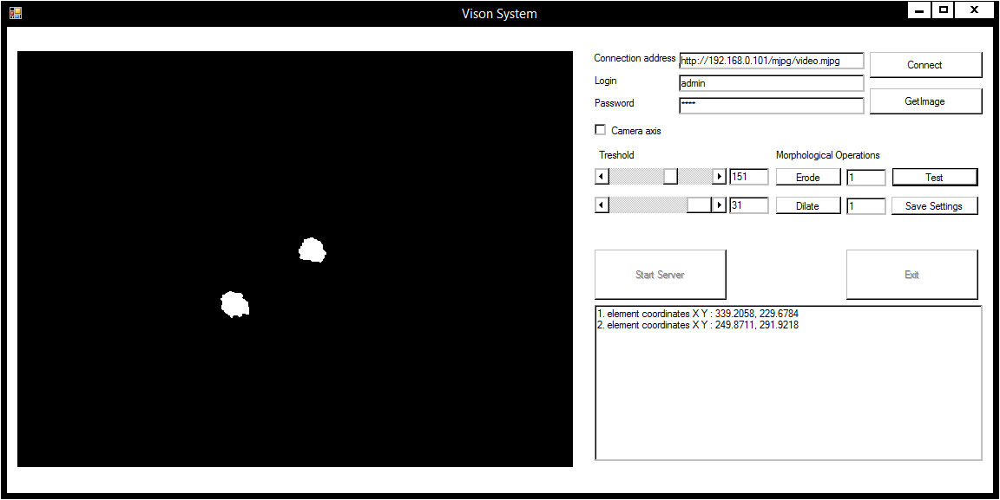 Vison System
Connection address http://192.168.0.101/mjpg/video.mjpg Connect
Login admin
Password **** GetImage
Camera axis
Treshold Morphological Operations
151 Erode 1 Test
31 Dilate 1 Save Settings
Start Server Exit
1. element coordinates X Y : 339.2058, 229.6784
2. element coordinates X Y : 249.8711, 291.9218